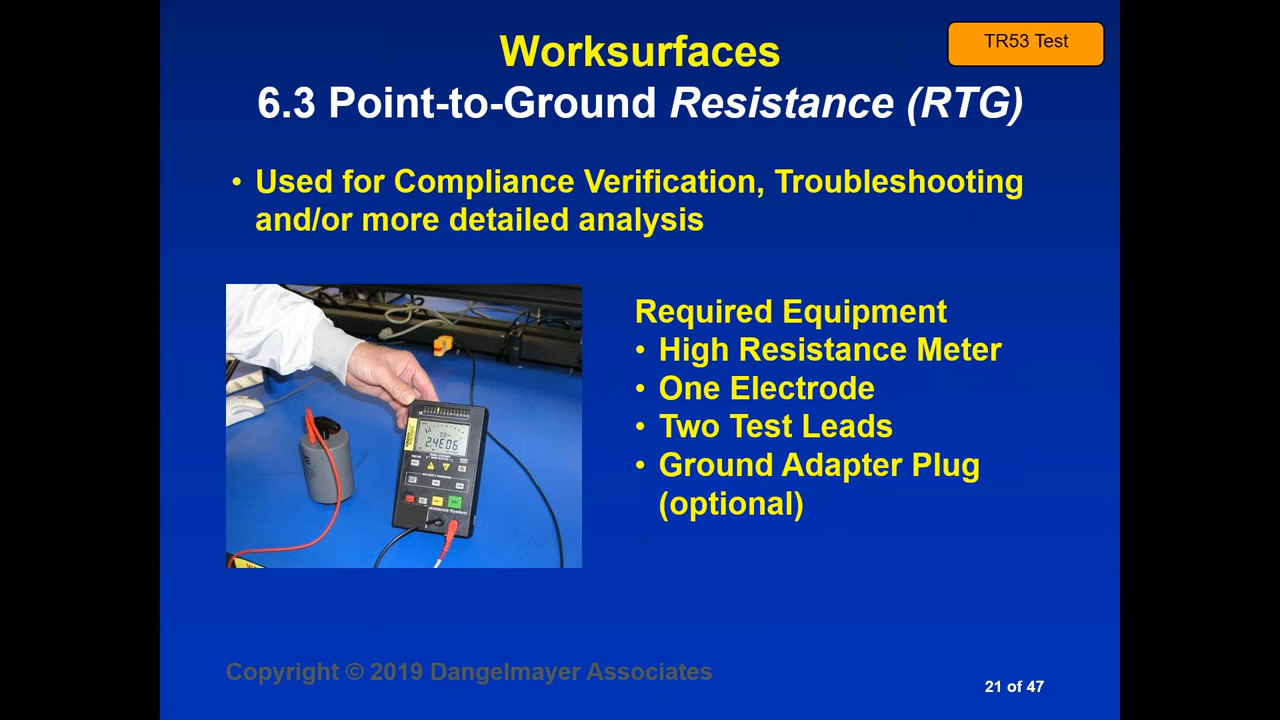 TR53 Test
Worksurfaces
6.3 Point-to-Ground Resistance (RTG)
• Used for Compliance Verification, Troubleshooting
and/or more detailed analysis
2.4E06
Required Equipment
• High Resistance Meter
• One Electrode
• Two Test Leads
• Ground Adapter Plug
(optional)
Copyright © 2019 Dangelmayer Associates
21 of 47